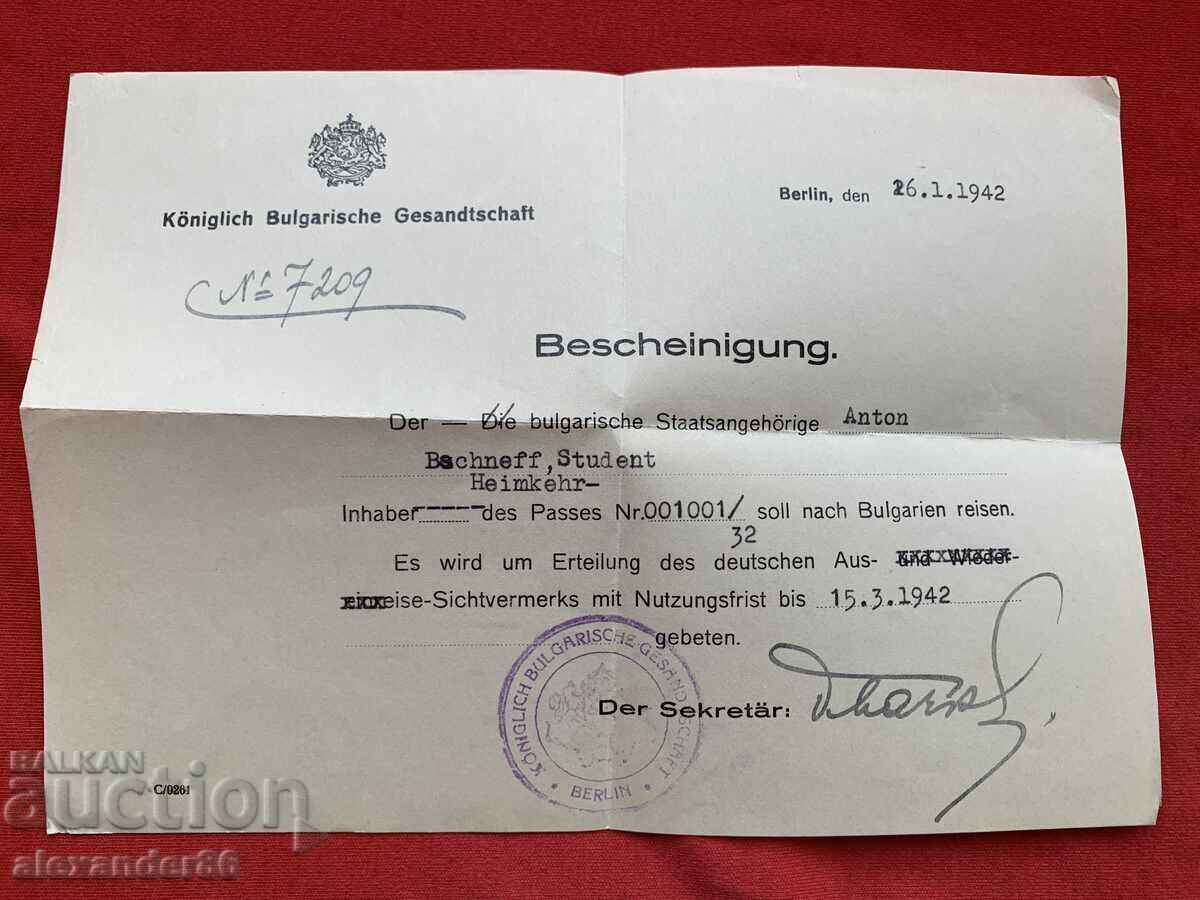 Königlich Bulgarische Gesandtschaft
Berlin, den 26.1.1942
№ 7209
Bescheinigung.
Der — Die bulgarische Staatsangehörige Anton
Bschneff, Student
Heimkehr-
Inhaber ---- des Passes Nr. 001001/ soll nach Bulgarien reisen.
32
Es wird um Erteilung des deutschen Aus- und Wieder-
eise-Sichtvermerks mit Nutzungsfrist bis 15.3.1942
gebeten.
Der Sekretär:
KÖNIGLICH BULGARISCHE GESANDTSCHAFT
BERLIN
C/0261
BALKAN
auction
alexander86